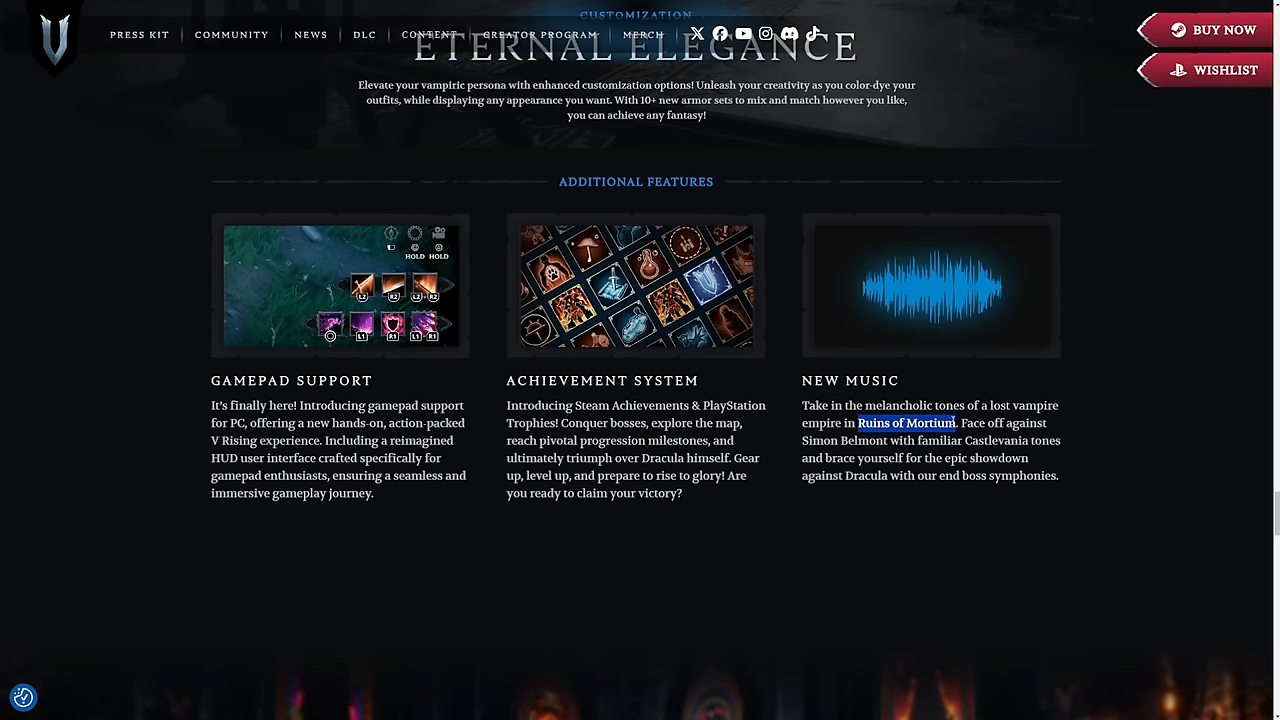 CUSTOMIZATION
PRESS KIT
COMMUNITY
NEWS
DLC
CONTENT
CREATOR PROGRAM
MERCH
BUY NOW
WISHLIST
ETERNAL ELEGANCE
Elevate your vampiric persona with enhanced customization options! Unleash your creativity as you color-dye your
outfits, while displaying any appearance you want. With 10+ new armor sets to mix and match however you like,
you can achieve any fantasy!
ADDITIONAL FEATURES
HOLD HOLD
L2 R2 L2+R2
L1 R1 L1+R1
GAMEPAD SUPPORT
It's finally here! Introducing gamepad support
for PC, offering a new hands-on, action-packed
V Rising experience. Including a reimagined
HUD user interface crafted specifically for
gamepad enthusiasts, ensuring a seamless and
immersive gameplay journey.
ACHIEVEMENT SYSTEM
Introducing Steam Achievements & PlayStation
Trophies! Conquer bosses, explore the map,
reach pivotal progression milestones, and
ultimately triumph over Dracula himself. Gear
up, level up, and prepare to rise to glory! Are
you ready to claim your victory?
NEW MUSIC
Take in the melancholic tones of a lost vampire
empire in Ruins of Mortium. Face off against
Simon Belmont with familiar Castlevania tones
and brace yourself for the epic showdown
against Dracula with our end boss symphonies.